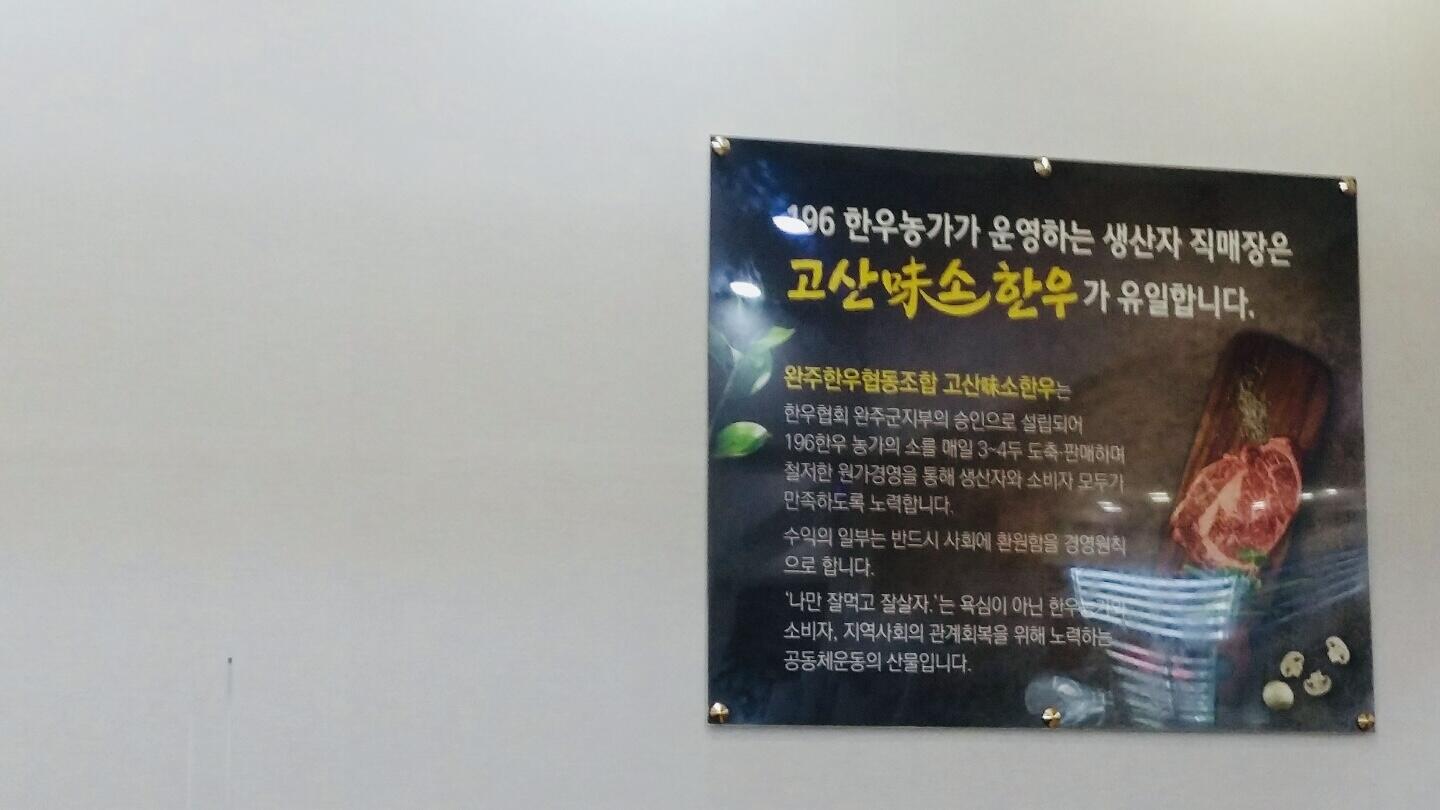 196 한우농가가 운영하는 생산자 직매장은
고산味소한우가 유일합니다.
완주한우협동조합 고산味소한우는
한우협회 완주군지부의 승인으로 설립되어
196한우 농가의 소를 매일 3~4두 도축·판매하며
철저한 원가경영을 통해 생산자와 소비자 모두가
만족하도록 노력합니다.
수익의 일부는 반드시 사회에 환원함을 경영원칙
으로 합니다.
'나만 잘먹고 잘살자.'는 욕심이 아닌
소비자, 지역사회의 관계회복을 위해 노력하는
공동체운동의 산물입니다.